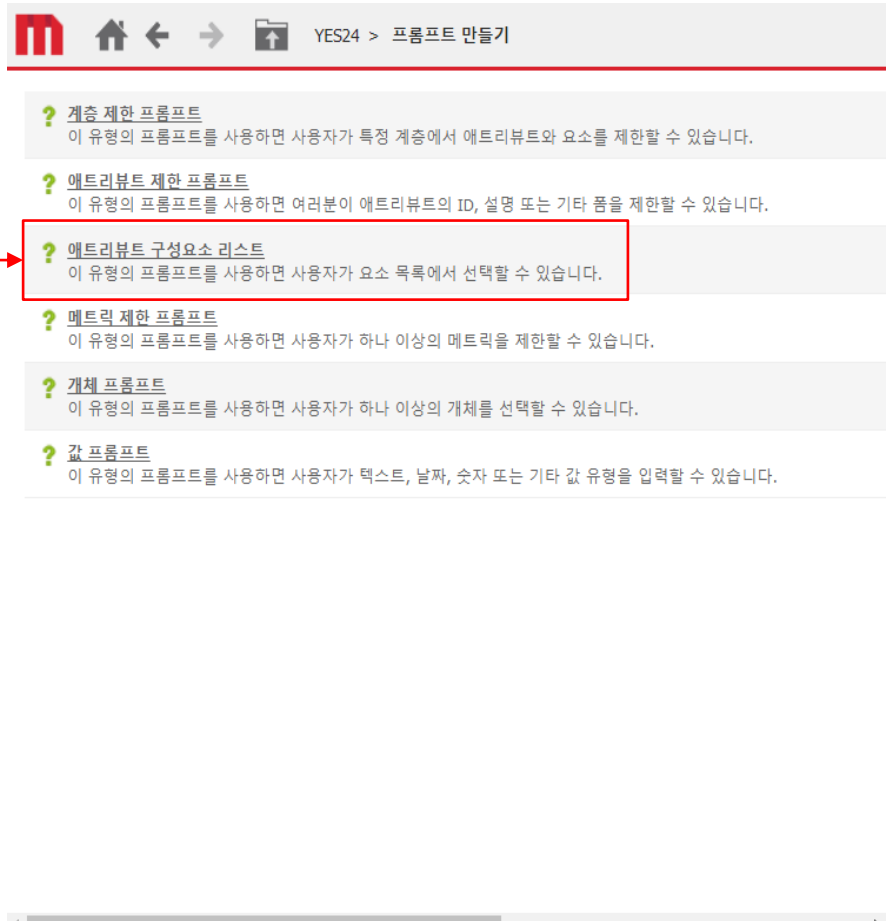 YES24 > 프롬프트 만들기
계층 제한 프롬프트
이 유형의 프롬프트를 사용하면 사용자가 특정 계층에서 애트리뷰트와 요소를 제한할 수 있습니다.
애트리뷰트 제한 프롬프트
이 유형의 프롬프트를 사용하면 여러분이 애트리뷰트의 ID, 설명 또는 기타 폼을 제한할 수 있습니다.
애트리뷰트 구성요소 리스트
이 유형의 프롬프트를 사용하면 사용자가 요소 목록에서 선택할 수 있습니다.
메트릭 제한 프롬프트
이 유형의 프롬프트를 사용하면 사용자가 하나 이상의 메트릭을 제한할 수 있습니다.
개체 프롬프트
이 유형의 프롬프트를 사용하면 사용자가 하나 이상의 개체를 선택할 수 있습니다.
값 프롬프트
이 유형의 프롬프트를 사용하면 사용자가 텍스트, 날짜, 숫자 또는 기타 값 유형을 입력할 수 있습니다.